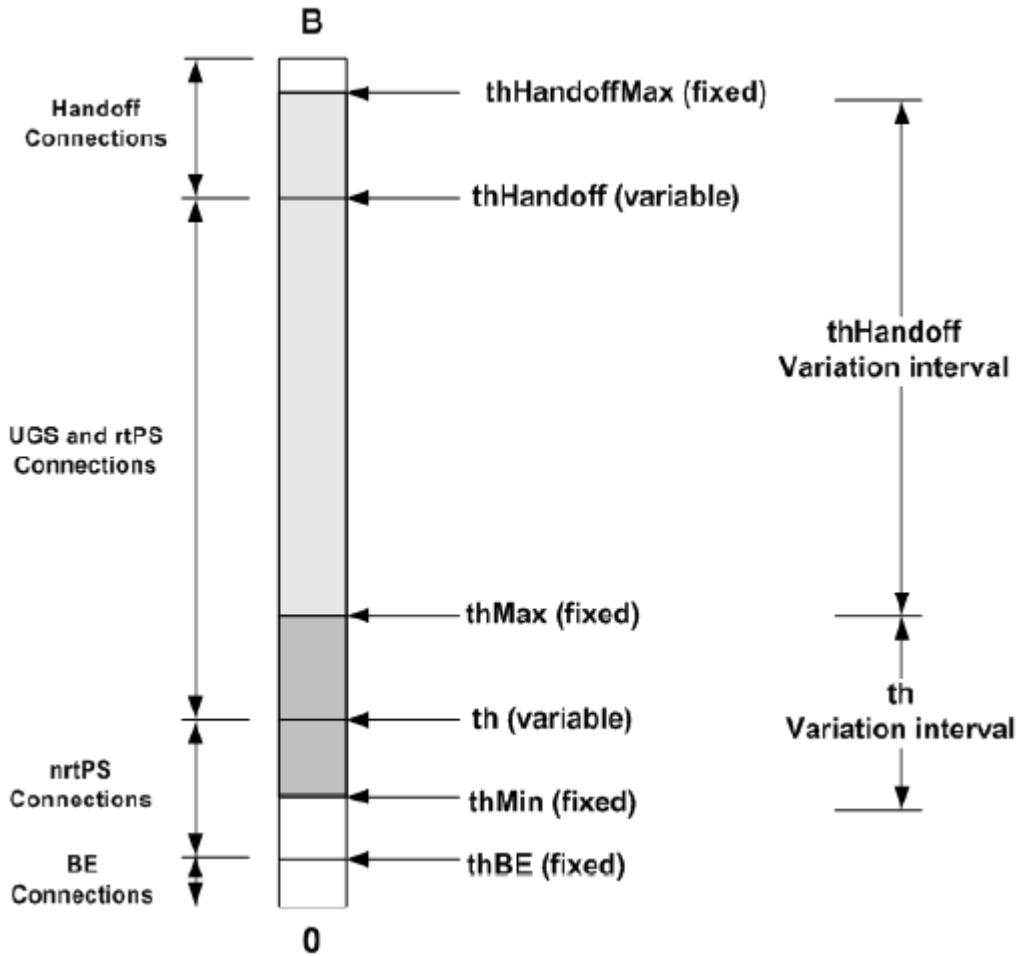 B
Handoff
Connections
thHandoffMax (fixed)
thHandoff (variable)
thHandoff
Variation interval
UGS and rtPS
Connections
thMax (fixed)
th (variable)
th
Variation interval
nrtPS
Connections
thMin (fixed)
BE
Connections
thBE (fixed)
0